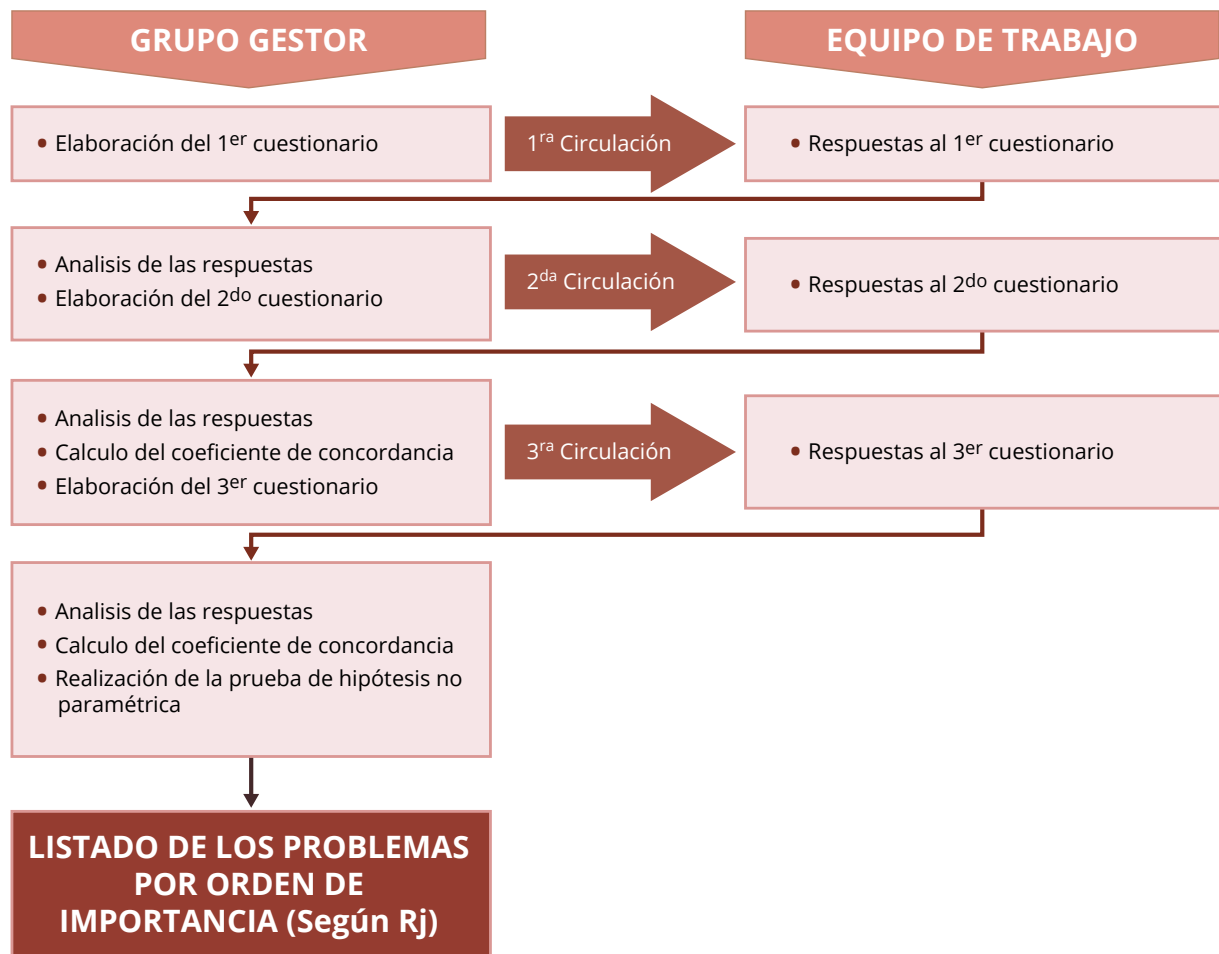 GRUPO GESTOR
EQUIPO DE TRABAJO
• Elaboración del 1er cuestionario
1ra Circulación
• Respuestas al 1er cuestionario
• Analisis de las respuestas
• Elaboración del 2do cuestionario
2da Circulación
• Respuestas al 2do cuestionario
• Analisis de las respuestas
• Calculo del coeficiente de concordancia
• Elaboración del 3er cuestionario
3ra Circulación
• Respuestas al 3er cuestionario
• Analisis de las respuestas
• Calculo del coeficiente de concordancia
• Realización de la prueba de hipótesis no
paramétrica
LISTADO DE LOS PROBLEMAS
POR ORDEN DE
IMPORTANCIA (Según Rj)